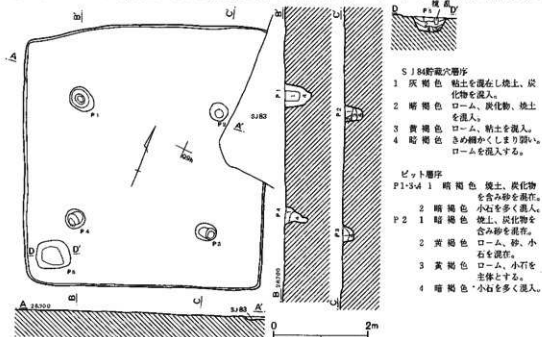 B'
C'
A
P1
P2
SJ83
A'
P4
P3
D
D'
P5
B
C
A 28300
SJ83
A'
B'
C'
P1
P2
P4
P3
B 28300
C
0 2m
D P5 D'
SJ84貯蔵穴層序
1 灰褐色 粘土を混在し焼土、炭
化物を混入。
2 暗褐色 ローム、炭化物、焼土
を混入。
3 黄褐色 ローム、粘土を混入。
4 暗褐色 きめ細かくしまり弱い。
ロームを混入する。
ピット層序
P1・3・4 1 暗褐色 焼土、炭化物
を含み砂を混在。
2 暗褐色 小石を多く混入。
P2 1 暗褐色 焼土、炭化物を
含み砂を混在。
2 黄褐色 ローム、砂、小
石を混在。
3 黄褐色 ローム、小石を
主体とする。
4 暗褐色 小石を多く混入。